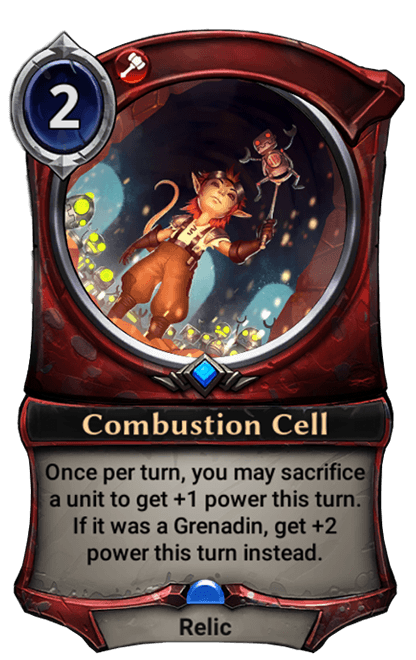 2
Combustion Cell
Once per turn, you may sacrifice
a unit to get +1 power this turn.
If it was a Grenadin, get +2
power this turn instead.
Relic